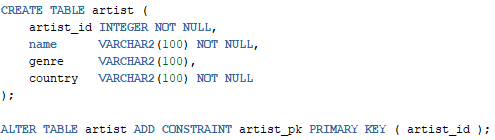 CREATE TABLE artist (
    artist_id INTEGER NOT NULL,
    name      VARCHAR2(100) NOT NULL,
    genre     VARCHAR2(100),
    country   VARCHAR2(100) NOT NULL
);

ALTER TABLE artist ADD CONSTRAINT artist_pk PRIMARY KEY ( artist_id );